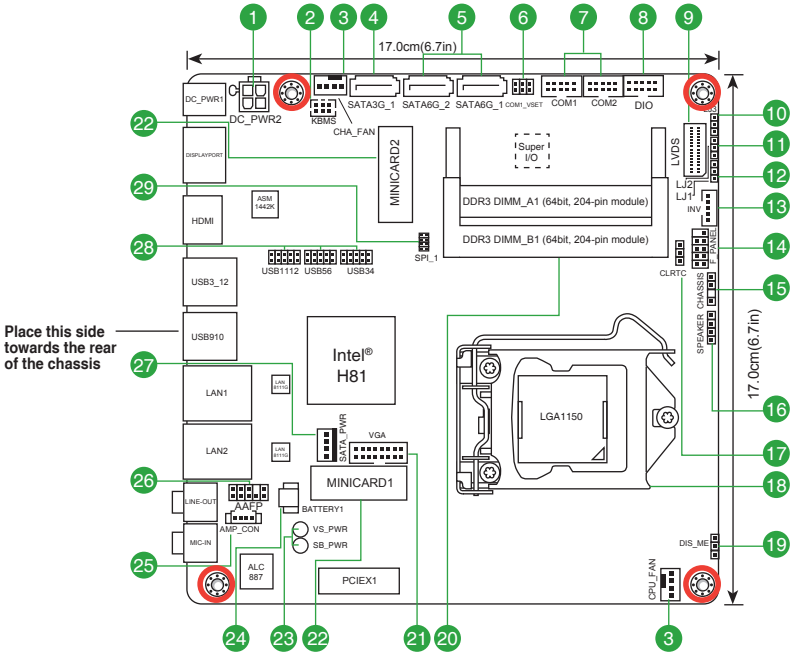 1
2
3
4
5
6
7
8
9
17.0cm(6.7in)
DC_PWR1
DC_PWR2
KBMS
CHA_FAN
SATA3G_1
SATA6G_2
SATA6G_1
COM1_VSET
COM1
COM2
DIO
10
22
DISPLAYPORT
MINICARD2
Super
I/O
LVDS
11
29
ASM
1442K
DDR3 DIMM_A1 (64bit, 204-pin module)
LJ2
LJ1
12
HDMI
INV
13
28
SPI_1
DDR3 DIMM_B1 (64bit, 204-pin module)
F_PANEL
14
USB1112
USB56
USB34
CLRTC
USB3_12
CHASSIS
15
Place this side
towards the rear
of the chassis
USB910
Intel®
H81
SPEAKER
17.0cm(6.7in)
27
LAN1
LAN
8111G
LGA1150
16
SATA_PWR
VGA
LAN2
LAN
8111G
17
26
MINICARD1
18
LINE-OUT
AAFP
BATTERY1
AMP_CON
VS_PWR
MIC-IN
SB_PWR
DIS_ME
19
25
ALC
887
PCIEX1
CPU_FAN
24
23
22
21
20
3